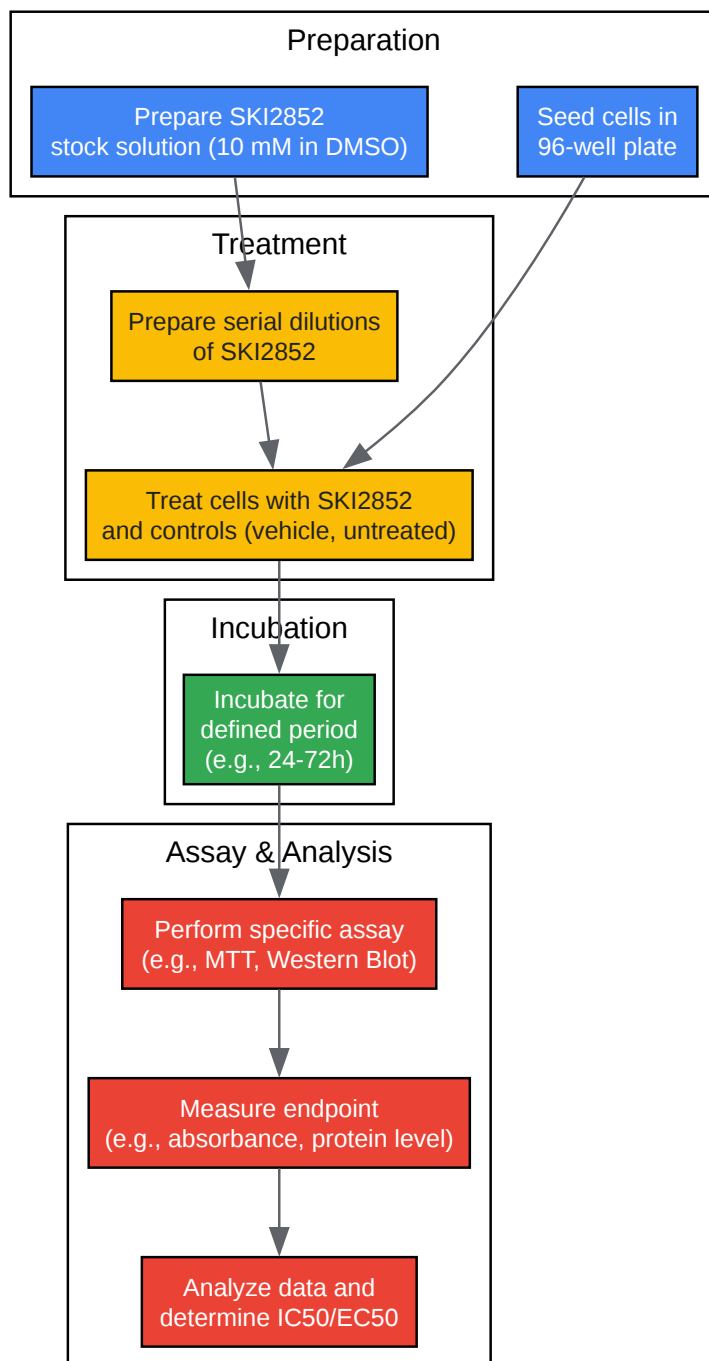 Preparation
Prepare SKI2852
stock solution (10 mM in DMSO)
Seed cells in
96-well plate
Treatment
Prepare serial dilutions
of SKI2852
Treat cells with SKI2852
and controls (vehicle, untreated)
Incubation
Incubate for
defined period
(e.g., 24-72h)
Assay & Analysis
Perform specific assay
(e.g., MTT, Western Blot)
Measure endpoint
(e.g., absorbance, protein level)
Analyze data and
determine IC50/EC50